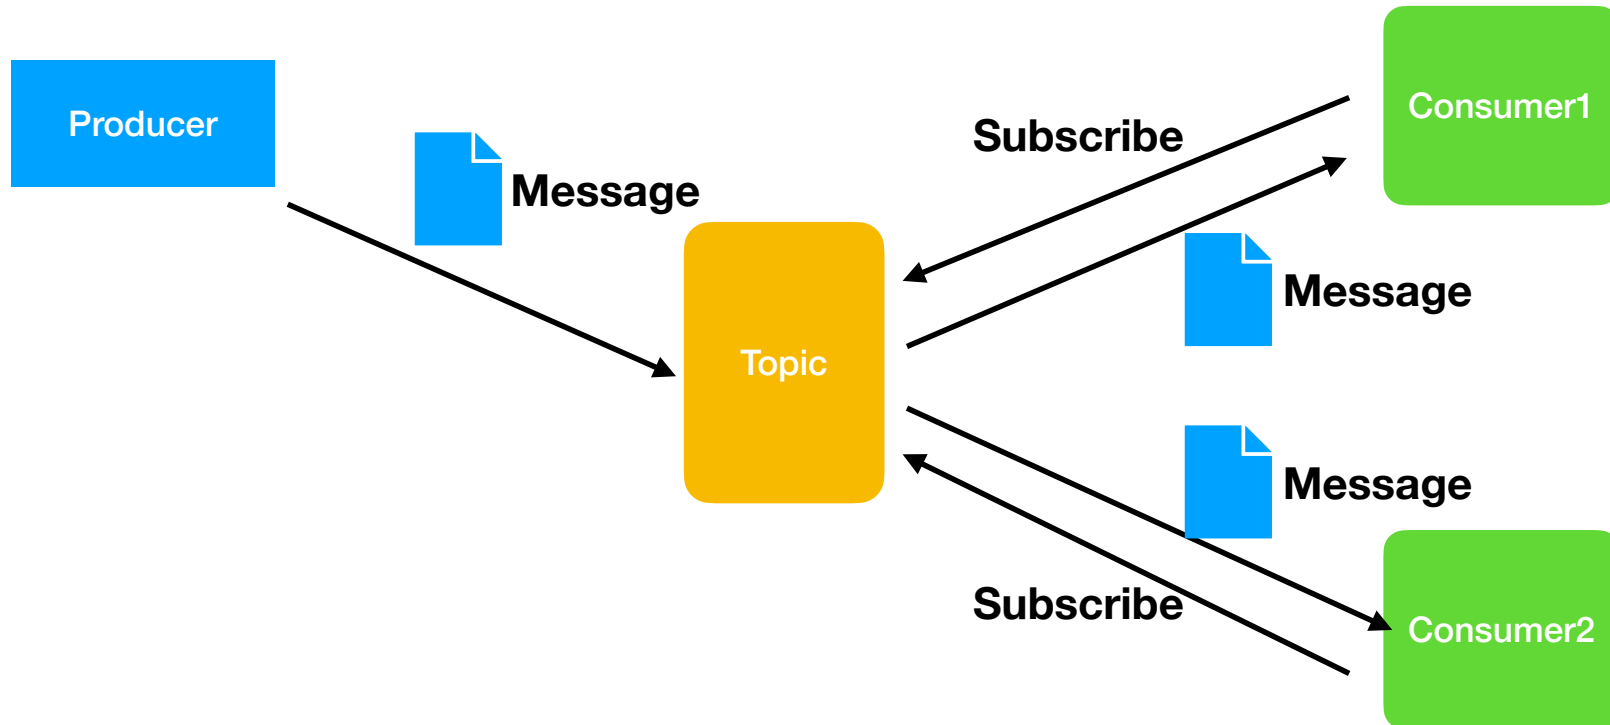 Producer
Message
Subscribe
Consumer1
Message
Topic
Message
Subscribe
Consumer2